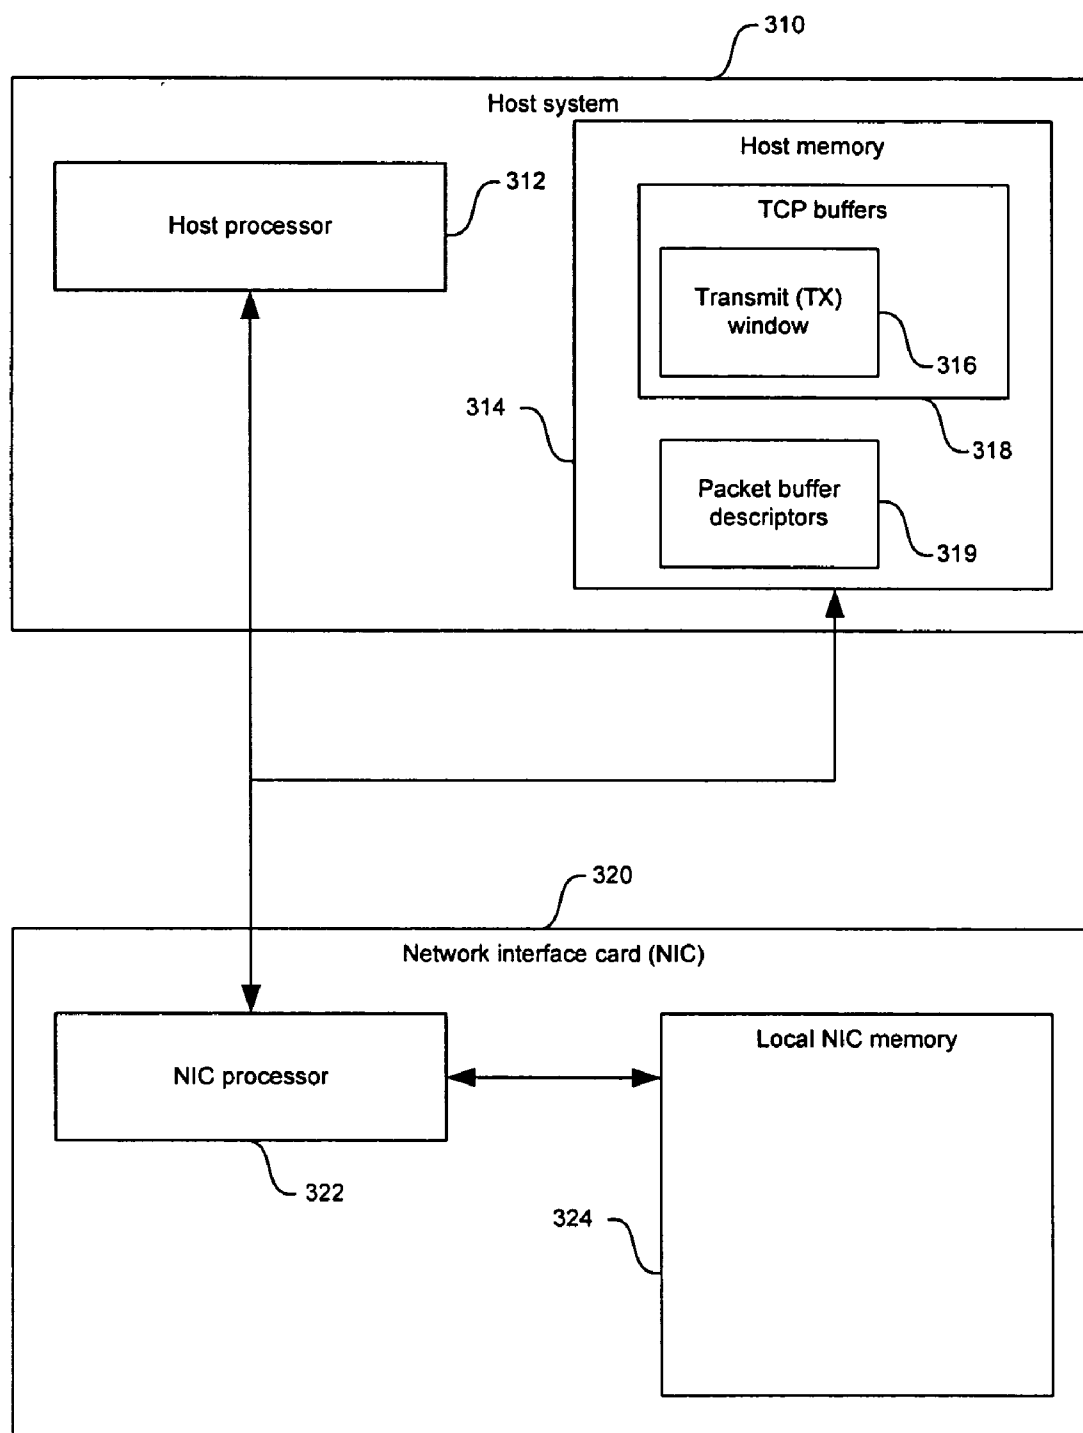 310
Host system
Host memory
312
Host processor
TCP buffers
Transmit (TX)
window
316
314
318
Packet buffer
descriptors
319
320
Network interface card (NIC)
NIC processor
Local NIC memory
322
324